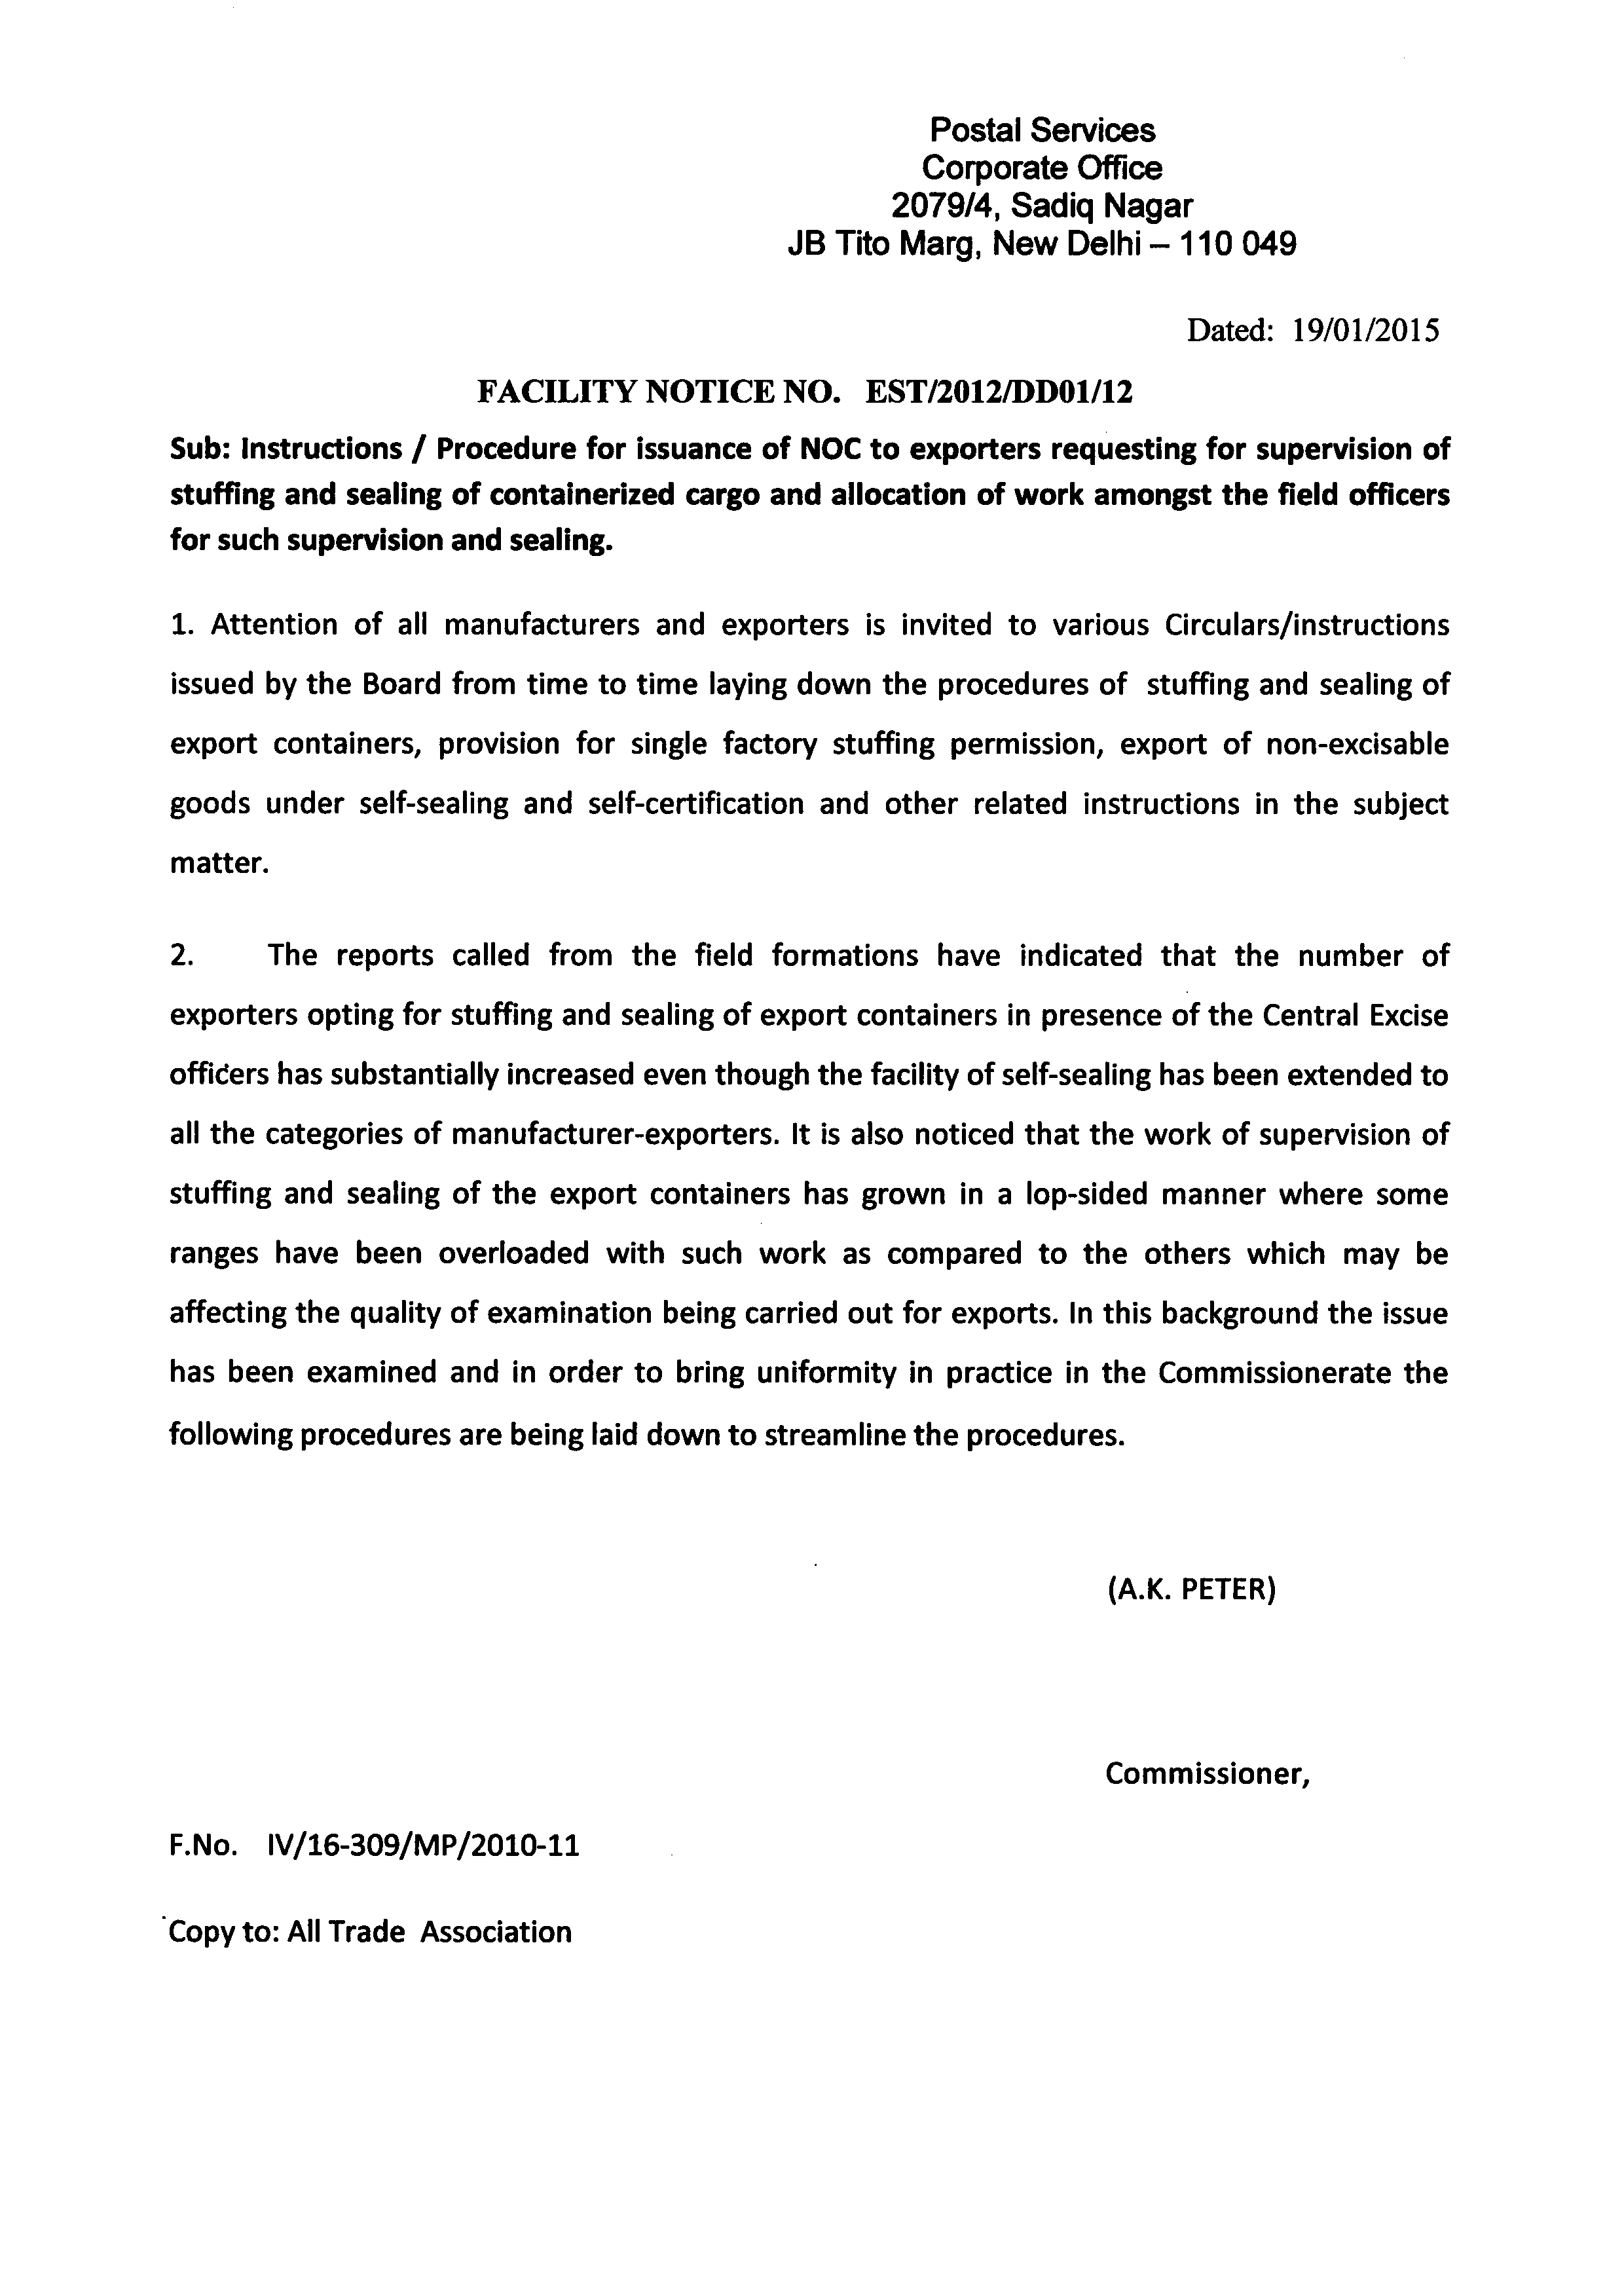 Postal Services
Corporate Office
2079/4, Sadiq Nagar
JB Tito Marg, New Delhi – 110 049
Dated: 19/01/2015
FACILITY NOTICE NO. EST/2012/DD01/12
Sub: Instructions / Procedure for issuance of NOC to exporters requesting for supervision of
stuffing and sealing of containerized cargo and allocation of work amongst the field officers
for such supervision and sealing.
1. Attention of all manufacturers and exporters is invited to various Circulars/instructions
issued by the Board from time to time laying down the procedures of stuffing and sealing of
export containers, provision for single factory stuffing permission, export of non-excisable
goods under self-sealing and self-certification and other related instructions in the subject
matter.
2. The reports called from the field formations have indicated that the number of
exporters opting for stuffing and sealing of export containers in presence of the Central Excise
officers has substantially increased even though the facility of self-sealing has been extended to
all the categories of manufacturer-exporters. It is also noticed that the work of supervision of
stuffing and sealing of the export containers has grown in a lop-sided manner where some
ranges have been overloaded with such work as compared to the others which may be
affecting the quality of examination being carried out for exports. In this background the issue
has been examined and in order to bring uniformity in practice in the Commissionerate the
following procedures are being laid down to streamline the procedures.
(A.K. PETER)
Commissioner,
F.No. IV/16-309/MP/2010-11
Copy to: All Trade Association